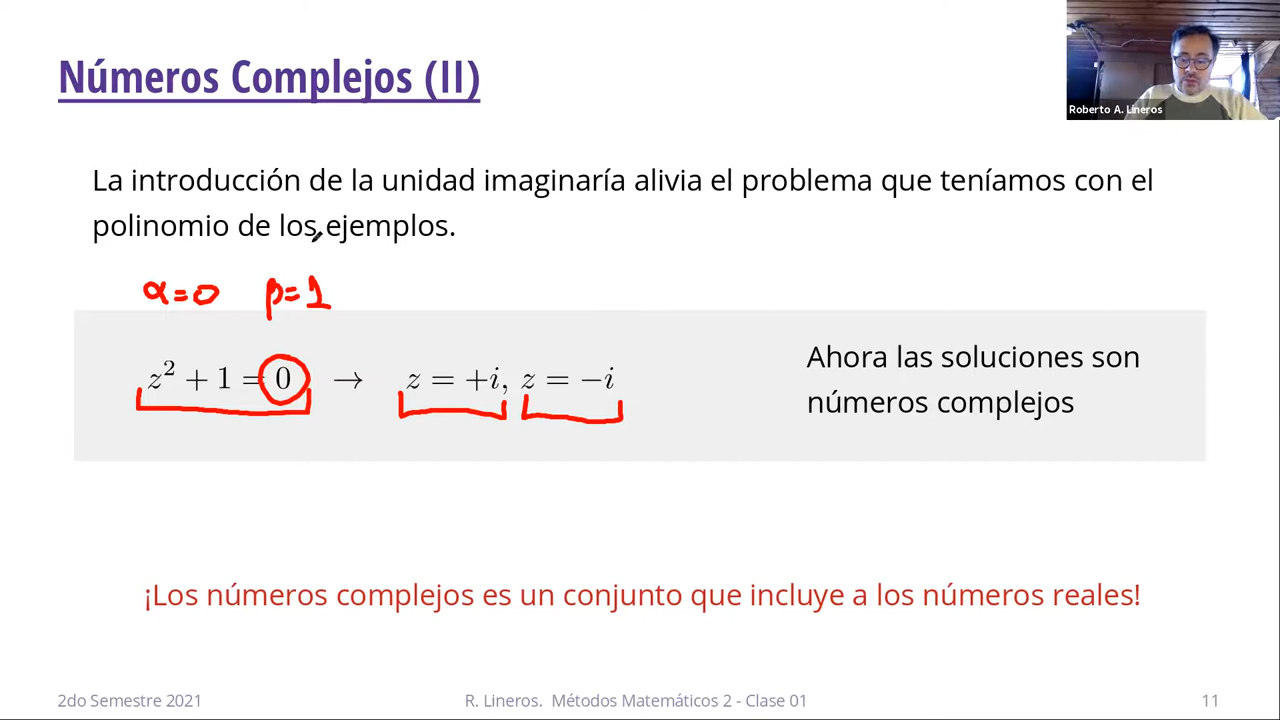 Números Complejos (II)
Roberto A. Lineros
La introducción de la unidad imaginaría alivia el problema que teníamos con el
polinomio de los ejemplos.
α=0 β=1
z² + 1 = 0 → z = +i, z = −i
Ahora las soluciones son
números complejos
¡Los números complejos es un conjunto que incluye a los números reales!
2do Semestre 2021 R. Lineros. Métodos Matemáticos 2 - Clase 01 11